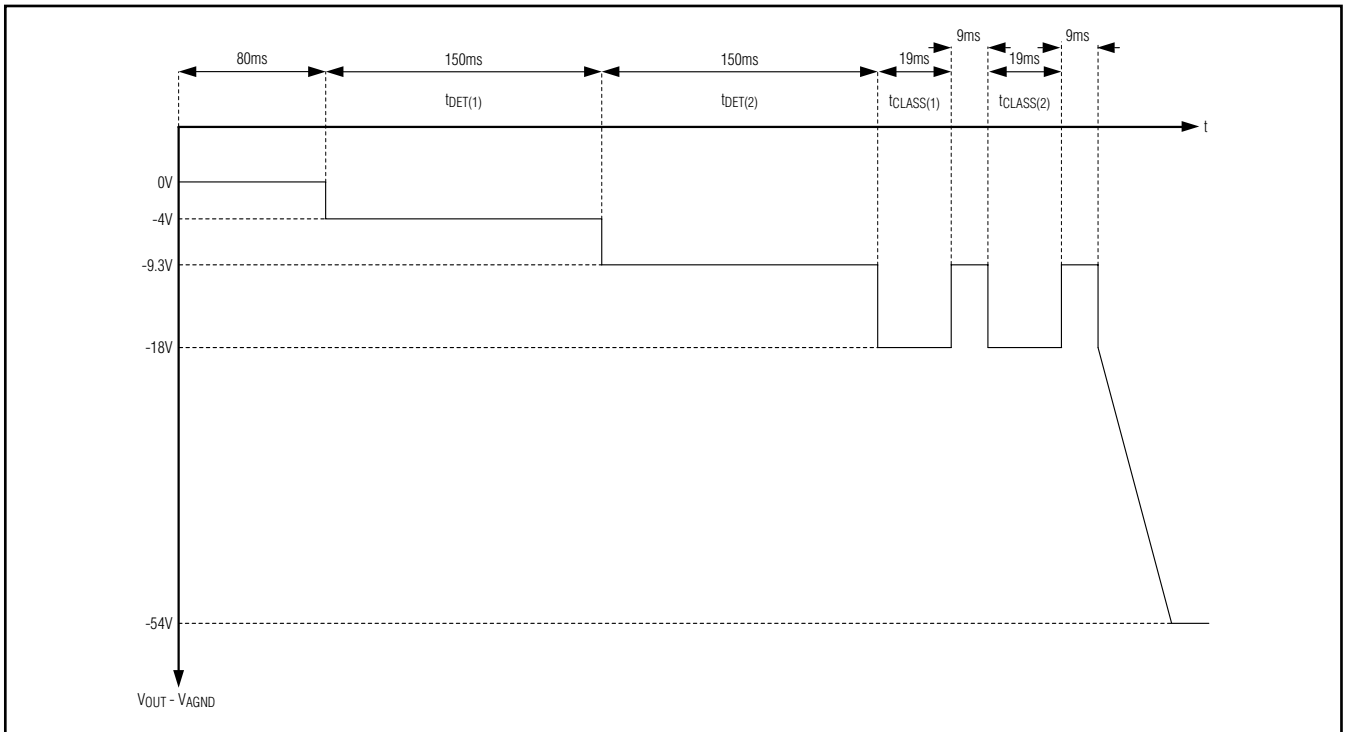 9ms 9ms
80ms 150ms 150ms 19ms 19ms
tDET(1) tDET(2) tCLASS(1) tCLASS(2)
t
0V
-4V
-9.3V
-18V
-54V
VOUT - VAGND